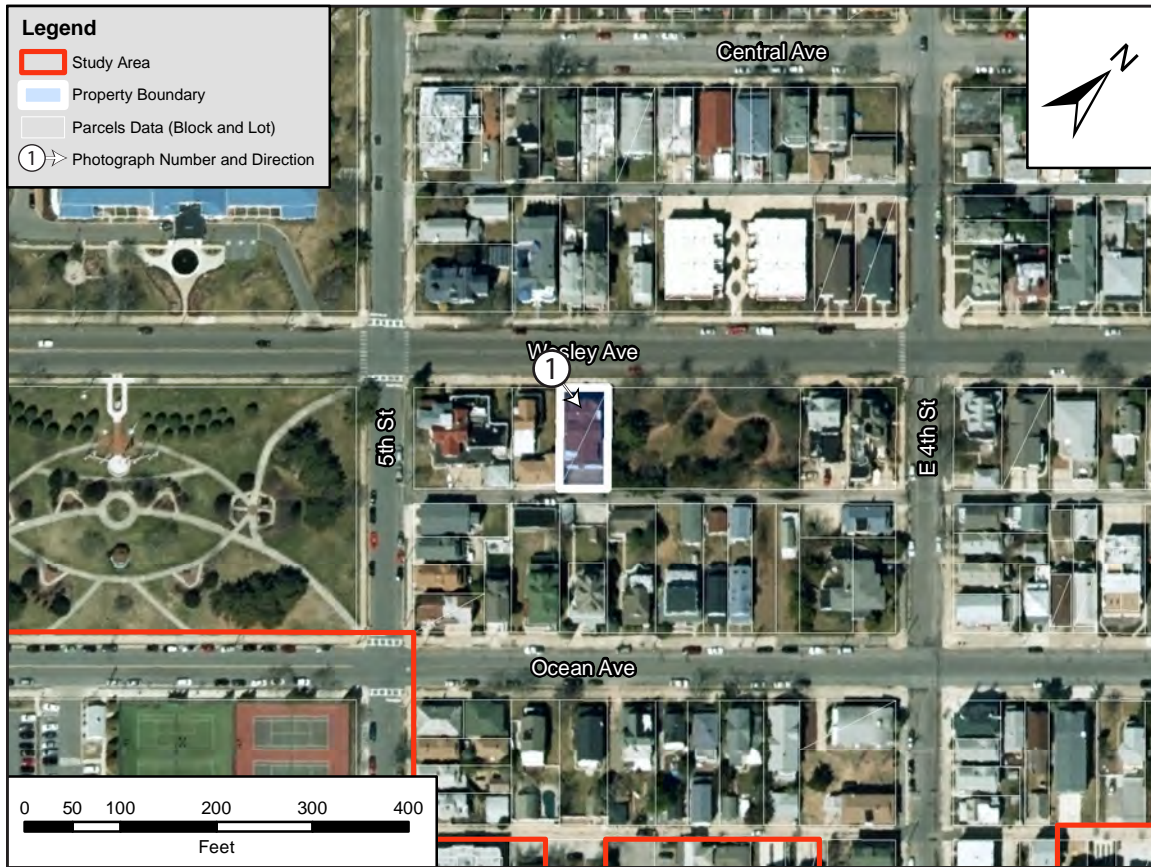 Legend
Study Area
Property Boundary
Parcels Data (Block and Lot)
1 Photograph Number and Direction
Central Ave
N
Wesley Ave
1
5th St
E 4th St
Ocean Ave
0 50 100 200 300 400
Feet